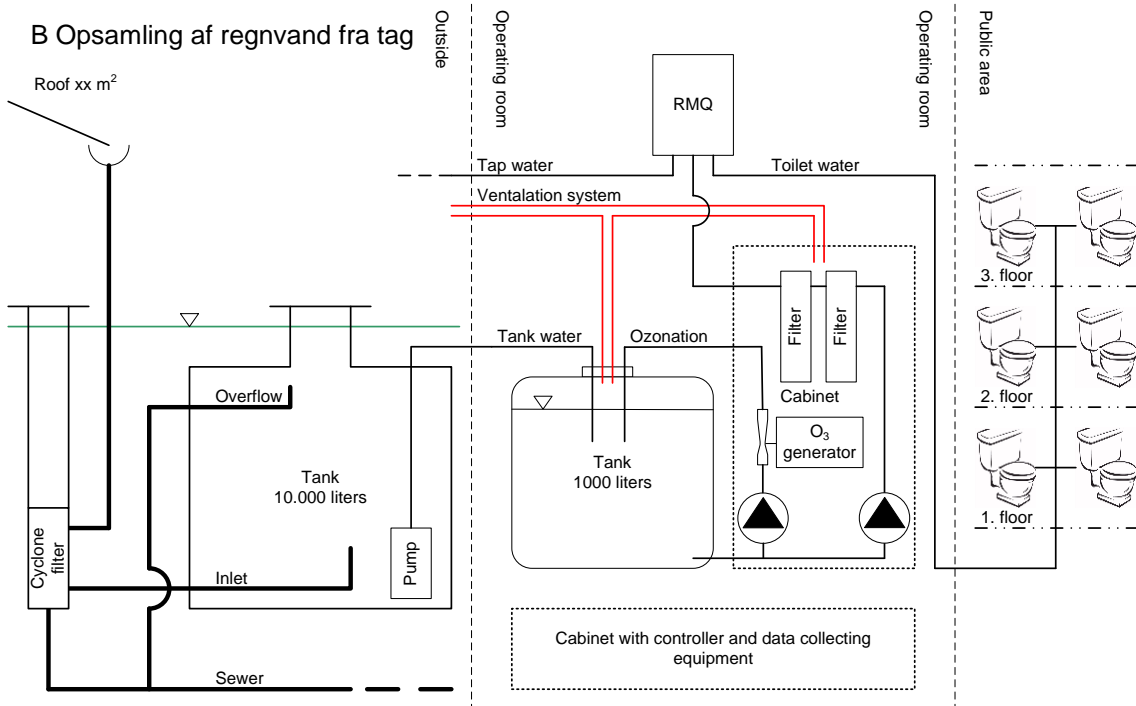 B Opsamling af regnvand fra tag
Roof xx m²
Outside
Operating room
Operating room
Public area
RMQ
Tap water
Toilet water
Ventalation system
3. floor
Tank water
Ozonation
Filter
Filter
Cabinet
Overflow
2. floor
O₃
generator
Tank
10.000 liters
Tank
1000 liters
1. floor
Cyclone
filter
Pump
Inlet
Cabinet with controller and data collecting
equipment
Sewer